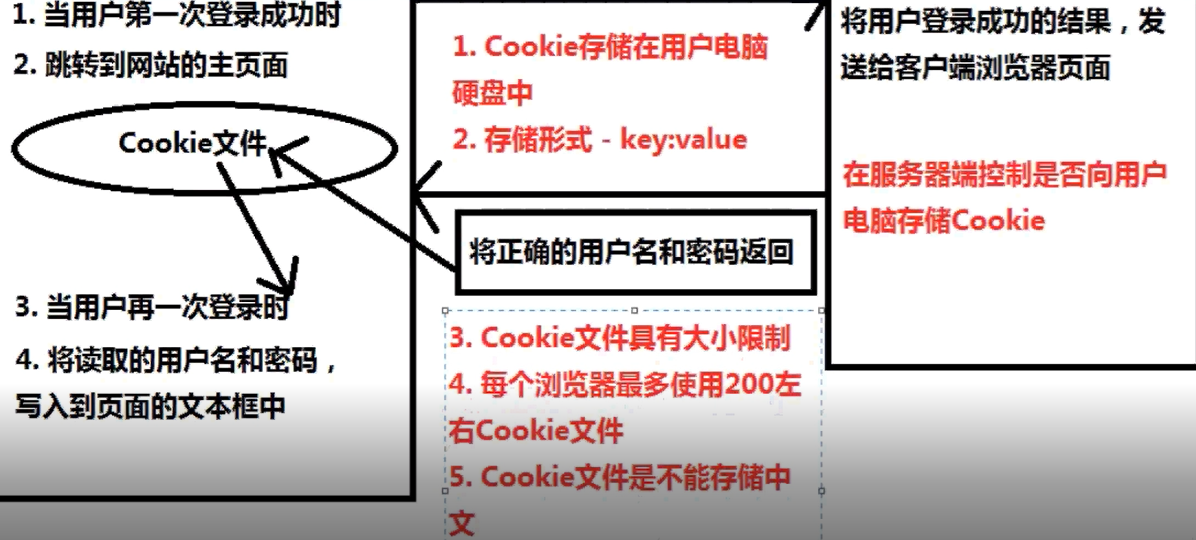 1. 当用户第一次登录成功时
2. 跳转到网站的主页面
Cookie文件
3. 当用户再一次登录时
4. 将读取的用户名和密码，
写入到页面的文本框中
1. Cookie存储在用户电脑
硬盘中
2. 存储形式 - key:value
将正确的用户名和密码返回
3. Cookie文件具有大小限制
4. 每个浏览器最多使用200左
右Cookie文件
5. Cookie文件是不能存储中
文
将用户登录成功的结果，发
送给客户端浏览器页面
在服务器端控制是否向用户
电脑存储Cookie